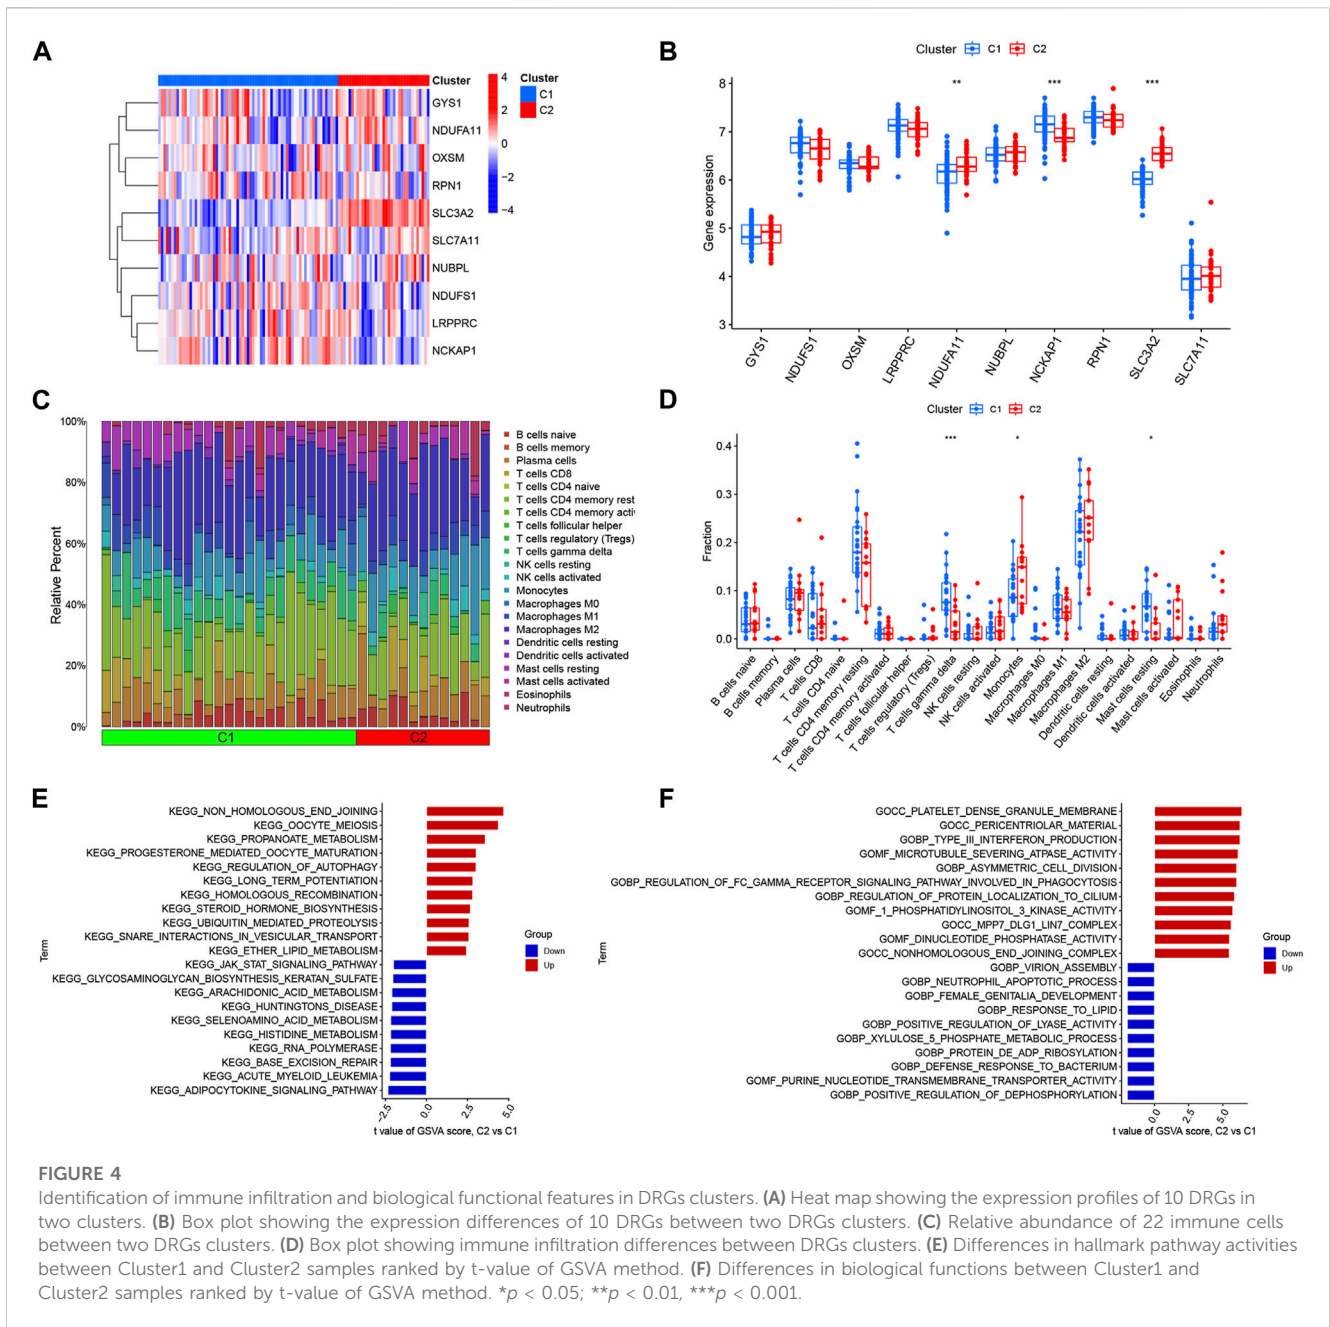 A
Cluster
GYS1
NDUFA11
OXSM
RPN1
SLC3A2
SLC7A11
NUBPL
NDUFS1
LRPPRC
NCKAP1
4
2
0
−2
−4
Cluster
C1
C2
B
Cluster C1 C2
** *** ***
Gene expression
8
7
6
5
4
3
GYS1
NDUFS1
OXSM
LRPPRC
NDUFA11
NUBPL
NCKAP1
RPN1
SLC3A2
SLC7A11
C
Relative Percent
100%
80%
60%
40%
20%
0%
C1
C2
B cells naive
B cells memory
Plasma cells
T cells CD8
T cells CD4 naive
T cells CD4 memory rest
T cells CD4 memory acti
T cells follicular helper
T cells regulatory (Tregs)
T cells gamma delta
NK cells resting
NK cells activated
Monocytes
Macrophages M0
Macrophages M1
Macrophages M2
Dendritic cells resting
Dendritic cells activated
Mast cells resting
Mast cells activated
Eosinophils
Neutrophils
D
Cluster C1 C2
*** * *
Fraction
0.4
0.3
0.2
0.1
0.0
B cells naive
B cells memory
Plasma cells
T cells CD8
T cells CD4 naive
T cells CD4 memory resting
T cells CD4 memory activated
T cells follicular helper
T cells regulatory (Tregs)
T cells gamma delta
NK cells resting
NK cells activated
Monocytes
Macrophages M0
Macrophages M1
Macrophages M2
Dendritic cells resting
Dendritic cells activated
Mast cells resting
Mast cells activated
Eosinophils
Neutrophils
E
Term
KEGG_NON_HOMOLOGOUS_END_JOINING
KEGG_OOCYTE_MEIOSIS
KEGG_PROPANOATE_METABOLISM
KEGG_PROGESTERONE_MEDIATED_OOCYTE_MATURATION
KEGG_REGULATION_OF_AUTOPHAGY
KEGG_LONG_TERM_POTENTIATION
KEGG_HOMOLOGOUS_RECOMBINATION
KEGG_STEROID_HORMONE_BIOSYNTHESIS
KEGG_UBIQUITIN_MEDIATED_PROTEOLYSIS
KEGG_SNARE_INTERACTIONS_IN_VESICULAR_TRANSPORT
KEGG_ETHER_LIPID_METABOLISM
KEGG_JAK_STAT_SIGNALING_PATHWAY
KEGG_GLYCOSAMINOGLYCAN_BIOSYNTHESIS_KERATAN_SULFATE
KEGG_ARACHIDONIC_ACID_METABOLISM
KEGG_HUNTINGTONS_DISEASE
KEGG_SELENOAMINO_ACID_METABOLISM
KEGG_HISTIDINE_METABOLISM
KEGG_RNA_POLYMERASE
KEGG_BASE_EXCISION_REPAIR
KEGG_ACUTE_MYELOID_LEUKEMIA
KEGG_ADIPOCYTOKINE_SIGNALING_PATHWAY
-2.5
0.0
2.5
5.0
t value of GSVA score, C2 vs C1
Group
Down
Up
F
Term
GOCC_PLATELET_DENSE_GRANULE_MEMBRANE
GOCC_PERICENTRIOLAR_MATERIAL
GOBP_TYPE_III_INTERFERON_PRODUCTION
GOMF_MICROTUBULE_SEVERING_ATPASE_ACTIVITY
GOBP_ASYMMETRIC_CELL_DIVISION
GOBP_REGULATION_OF_FC_GAMMA_RECEPTOR_SIGNALING_PATHWAY_INVOLVED_IN_PHAGOCYTOSIS
GOBP_REGULATION_OF_PROTEIN_LOCALIZATION_TO_CILIUM
GOMF_1_PHOSPHATIDYLINOSITOL_3_KINASE_ACTIVITY
GOCC_MPP7_DLG1_LIN7_COMPLEX
GOMF_DINUCLEOTIDE_PHOSPHATASE_ACTIVITY
GOCC_NONHOMOLOGOUS_END_JOINING_COMPLEX
GOBP_VIRION_ASSEMBLY
GOBP_NEUTROPHIL_APOPTOTIC_PROCESS
GOBP_FEMALE_GENITALIA_DEVELOPMENT
GOBP_RESPONSE_TO_LIPID
GOBP_POSITIVE_REGULATION_OF_LYASE_ACTIVITY
GOBP_XYLULOSE_5_PHOSPHATE_METABOLIC_PROCESS
GOBP_PROTEIN_DE_ADP_RIBOSYLATION
GOBP_DEFENSE_RESPONSE_TO_BACTERIUM
GOMF_PURINE_NUCLEOTIDE_TRANSMEMBRANE_TRANSPORTER_ACTIVITY
GOBP_POSITIVE_REGULATION_OF_DEPHOSPHORYLATION
0.0
2.5
5.0
t value of GSVA score, C2 vs C1
Group
Down
Up
FIGURE 4
Identification of immune infiltration and biological functional features in DRGs clusters. (A) Heat map showing the expression profiles of 10 DRGs in
two clusters. (B) Box plot showing the expression differences of 10 DRGs between two DRGs clusters. (C) Relative abundance of 22 immune cells
between two DRGs clusters. (D) Box plot showing immune infiltration differences between DRGs clusters. (E) Differences in hallmark pathway activities
between Cluster1 and Cluster2 samples ranked by t-value of GSVA method. (F) Differences in biological functions between Cluster1 and
Cluster2 samples ranked by t-value of GSVA method. *p < 0.05; **p < 0.01, ***p < 0.001.